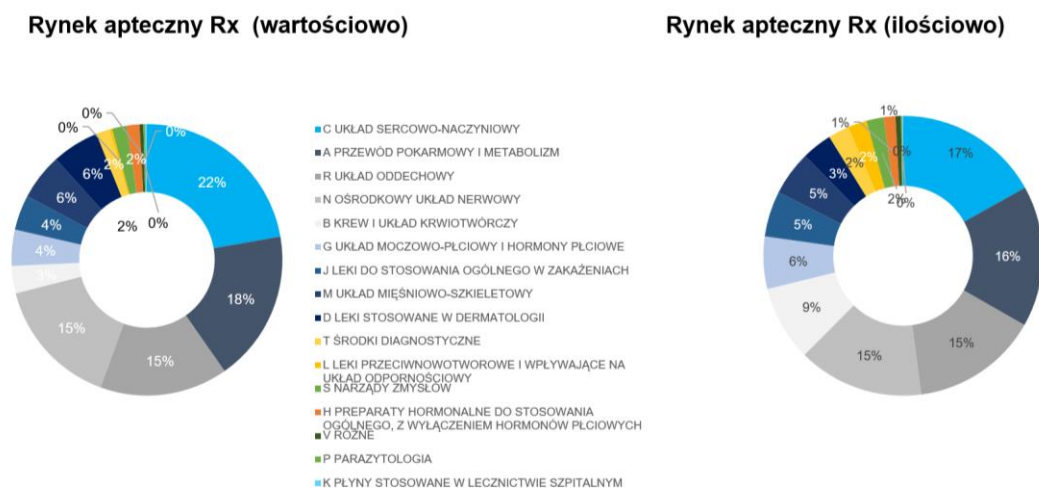 Rynek apteczny Rx (wartościowo)
Rynek apteczny Rx (ilościowo)
0%
0%
0%
2%
2%
6%
6%
4%
4%
3%
15%
15%
18%
22%
2%
0%
C UKŁAD SERCOWO-NACZYNIOWY
A PRZEWÓD POKARMOWY I METABOLIZM
R UKŁAD ODDECHOWY
N OŚRODKOWY UKŁAD NERWOWY
B KREW I UKŁAD KRWIOTWÓRCZY
G UKŁAD MOCZOWO-PŁCIOWY I HORMONY PŁCIOWE
J LEKI DO STOSOWANIA OGÓLNEGO W ZAKAŻENIACH
M UKŁAD MIĘŚNIOWO-SZKIELETOWY
D LEKI STOSOWANE W DERMATOLOGII
T ŚRODKI DIAGNOSTYCZNE
L LEKI PRZECIWNOWOTWOROWE I WPŁYWAJĄCE NA
UKŁAD ODPORNOŚCIOWY
S NARZĄDY ZMYSŁÓW
H PREPARATY HORMONALNE DO STOSOWANIA
OGÓLNEGO, Z WYŁĄCZENIEM HORMONÓW PŁCIOWYCH
V RÓŻNE
P PARAZYTOLOGIA
K PŁYNY STOSOWANE W LECZNICTWIE SZPITALNYM
1%
1%
0%
2%
2%
3%
5%
5%
6%
9%
15%
15%
16%
17%
2%
0%